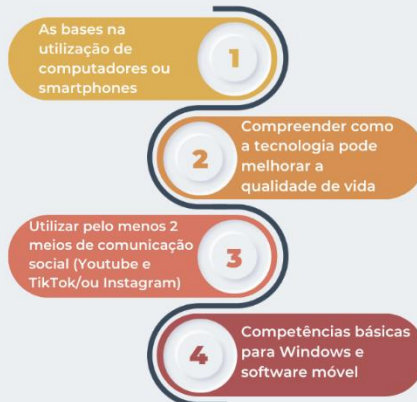 As bases na
utilização de
computadores ou
smartphones
1
2
Compreender como
a tecnologia pode
melhorar a
qualidade de vida
Utilizar pelo menos 2
meios de comunicação
social (Youtube e
TikTok/ou Instagram)
3
4
Competências básicas
para Windows e
software móvel